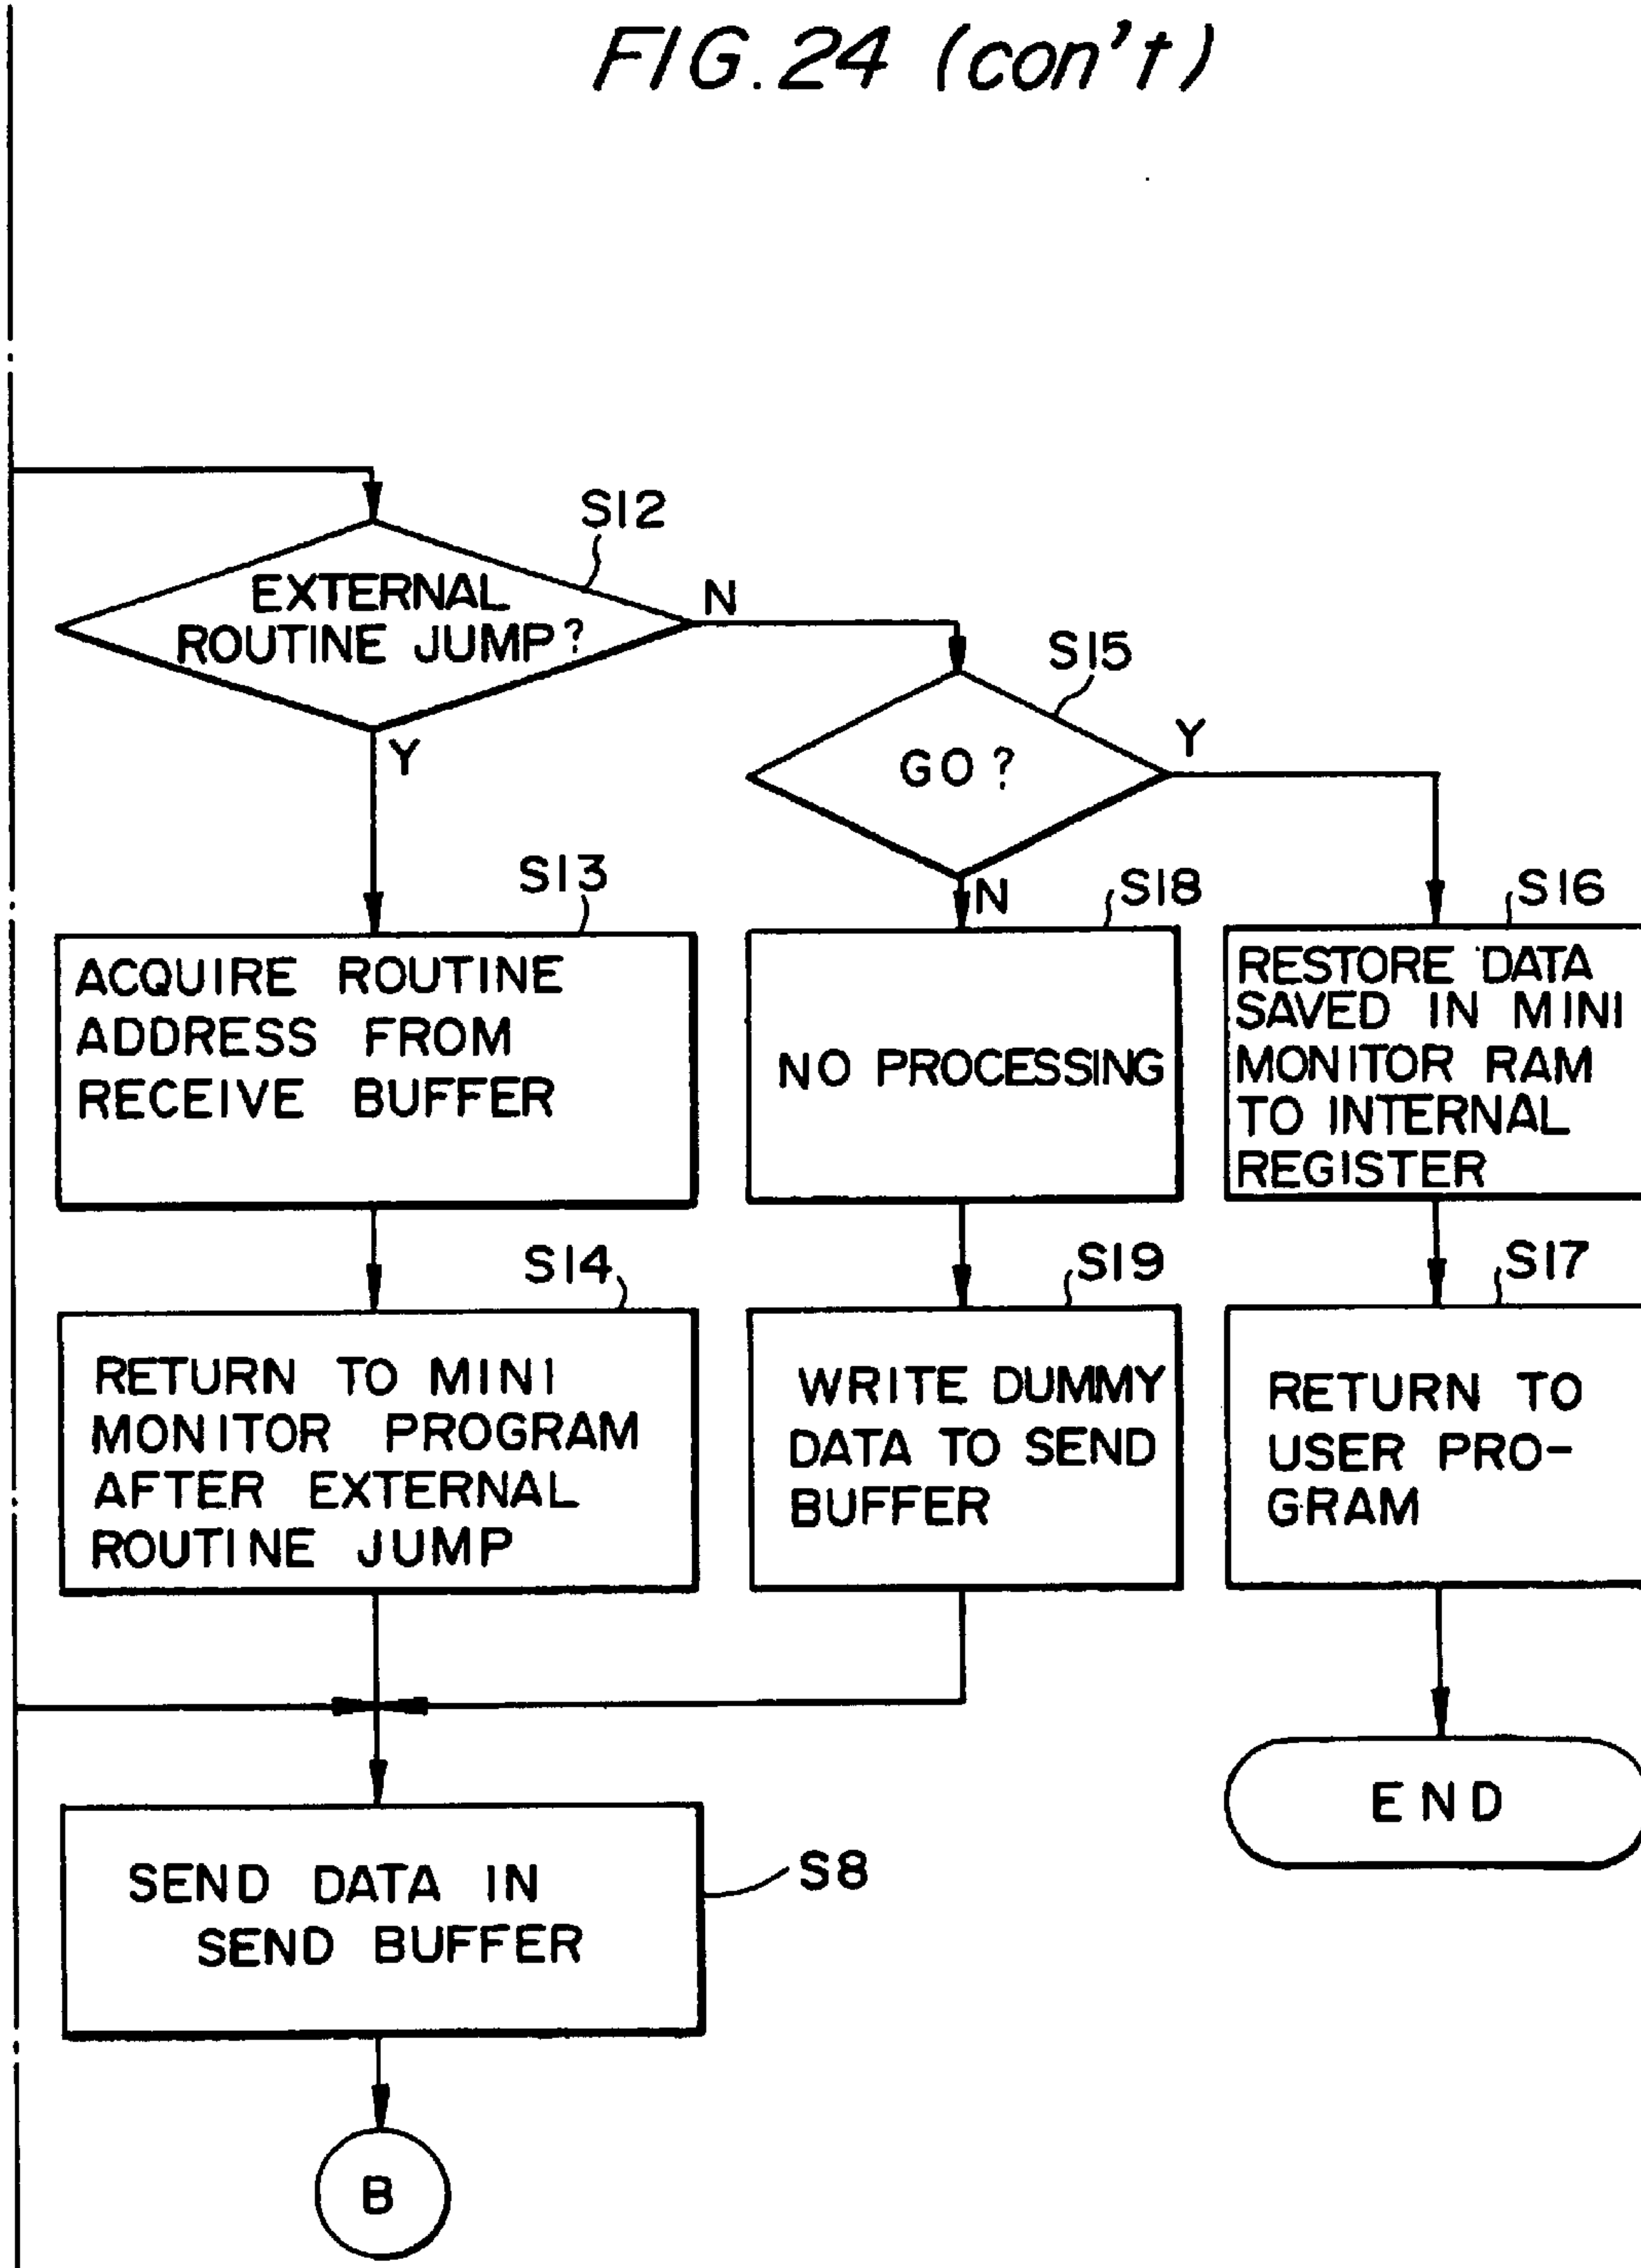 FIG.24 (con't)
S12
EXTERNAL
ROUTINE JUMP?
N
Y
S15
GO?
Y
N
S13
ACQUIRE ROUTINE
ADDRESS FROM
RECEIVE BUFFER
S18
NO PROCESSING
S16
RESTORE DATA
SAVED IN MINI
MONITOR RAM
TO INTERNAL
REGISTER
S14
RETURN TO MINI
MONITOR PROGRAM
AFTER EXTERNAL
ROUTINE JUMP
S19
WRITE DUMMY
DATA TO SEND
BUFFER
S17
RETURN TO
USER PRO-
GRAM
END
SEND DATA IN
SEND BUFFER
S8
B